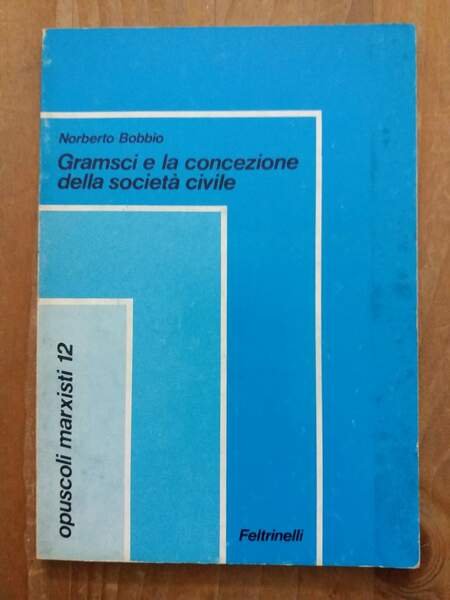 Norberto Bobbio
Gramsci e la concezione
della società civile
opuscoli marxisti 12
Feltrinelli